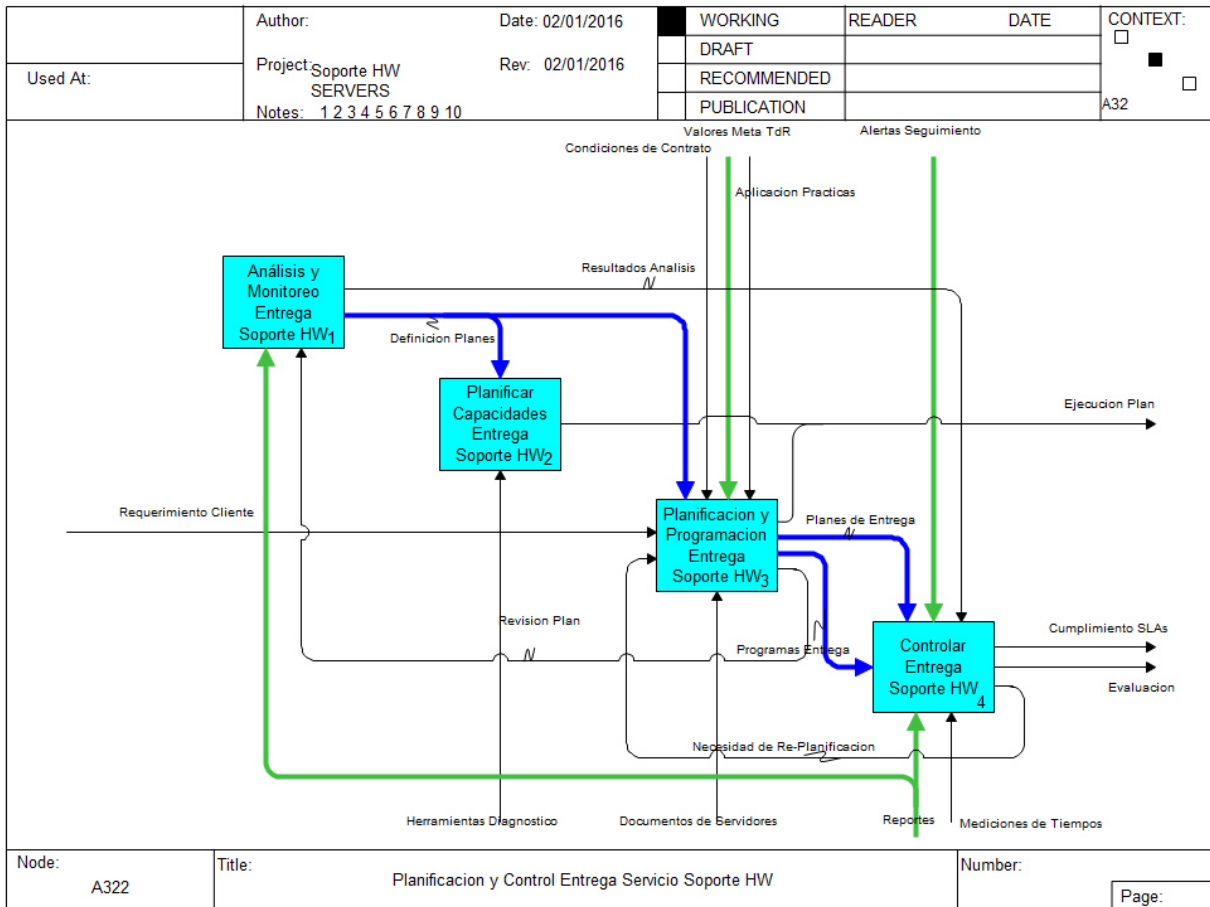 Used At:
Author:
Date: 02/01/2016
Project: Soporte HW
SERVERS
Rev: 02/01/2016
Notes: 1 2 3 4 5 6 7 8 9 10
WORKING
DRAFT
RECOMMENDED
PUBLICATION
READER
DATE
CONTEXT:
A32
Valores Meta TdR
Alertas Seguimiento
Condiciones de Contrato
Aplicacion Practicas
Análisis y
Monitoreo
Entrega
Soporte HW1
Resultados Analisis
Definicion Planes
Planificar
Capacidades
Entrega
Soporte HW2
Ejecucion Plan
Requerimiento Cliente
Planificacion y
Programacion
Entrega
Soporte HW3
Planes de Entrega
Revision Plan
Programas Entrega
Controlar
Entrega
Soporte HW
4
Cumplimiento SLAs
Evaluacion
Necesidad de Re-Planificacion
Herramientas Diagnostico
Documentos de Servidores
Reportes
Mediciones de Tiempos
Node:
A322
Title:
Planificacion y Control Entrega Servicio Soporte HW
Number:
Page: